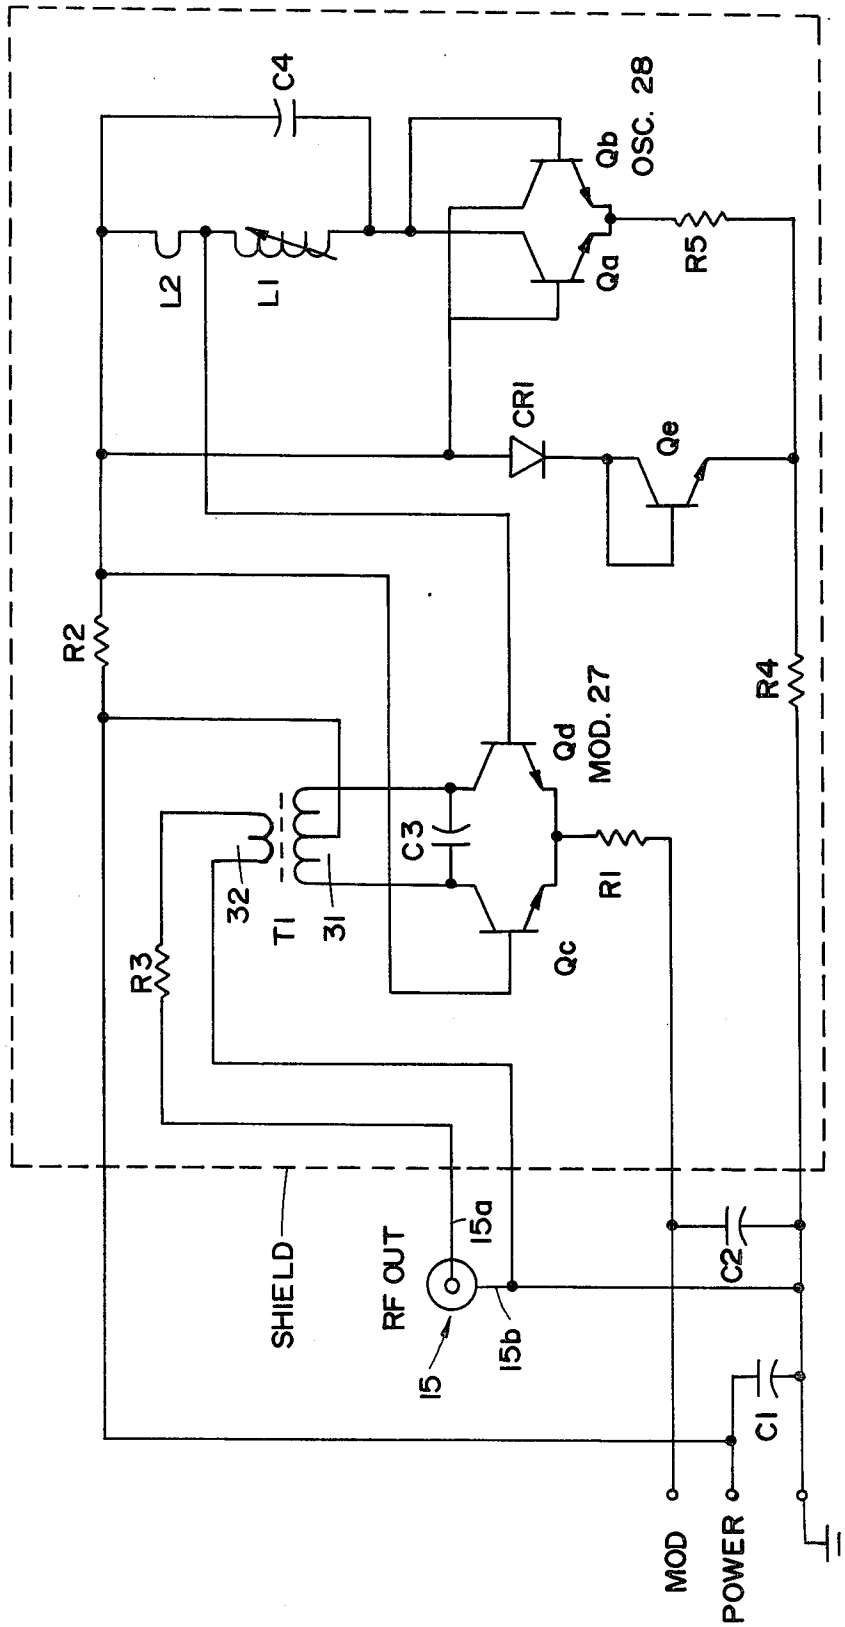 C4
Qb
OSC. 28
L2
L1
Qa
R5
CR1
Qe
R2
R4
Qd
MOD. 27
C3
32
T1
31
R1
R3
Qc
SHIELD
RF OUT
15a
C2
15
15b
C1
MOD
POWER